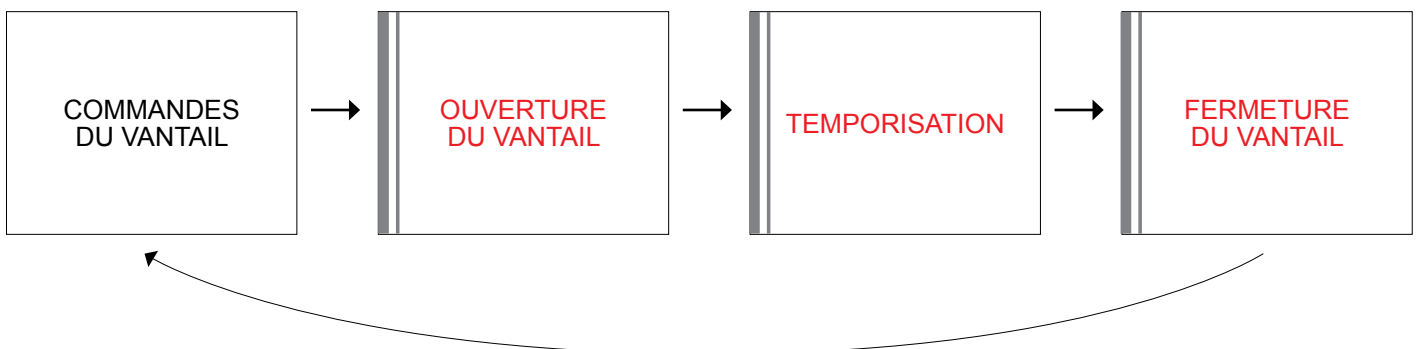 COMMANDES
DU VANTAIL
OUVERTURE
DU VANTAIL
TEMPORISATION
FERMETURE
DU VANTAIL